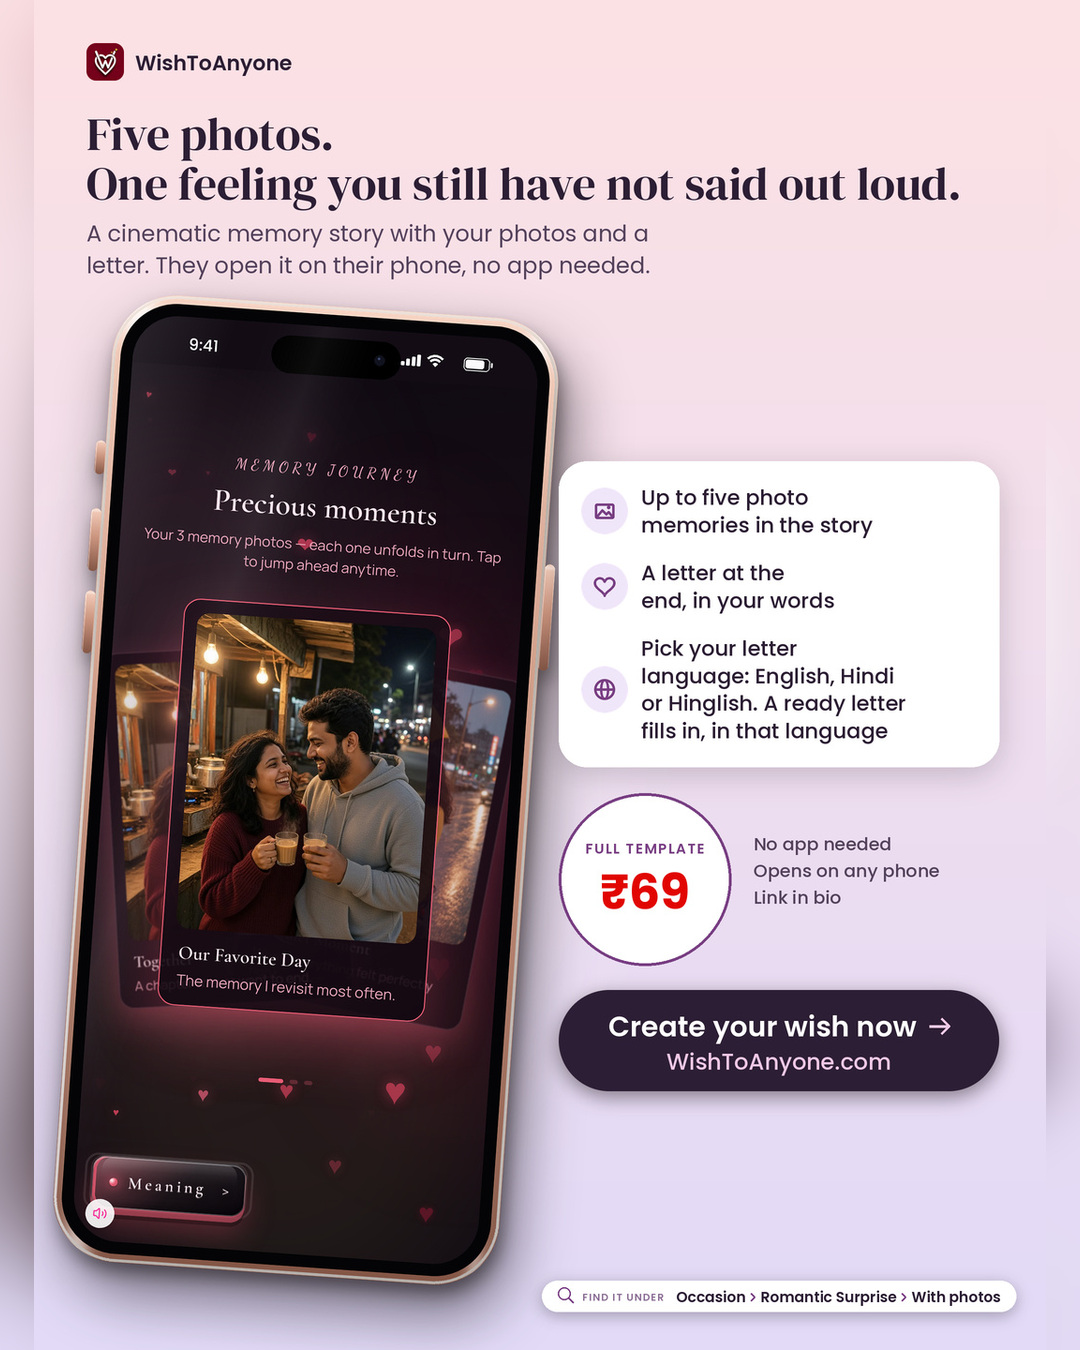 WishToAnyone
Five photos.
One feeling you still have not said out loud.
A cinematic memory story with your photos and a
letter. They open it on their phone, no app needed.
9:41
MEMORY JOURNEY
Precious moments
Your 3 memory photos – each one unfolds in turn. Tap
to jump ahead anytime.
Our Favorite Day
The memory I revisit most often.
Meaning >
Up to five photo
memories in the story
A letter at the
end, in your words
Pick your letter
language: English, Hindi
or Hinglish. A ready letter
fills in, in that language
FULL TEMPLATE
₹69
No app needed
Opens on any phone
Link in bio
Create your wish now →
WishToAnyone.com
FIND IT UNDER Occasion > Romantic Surprise > With photos